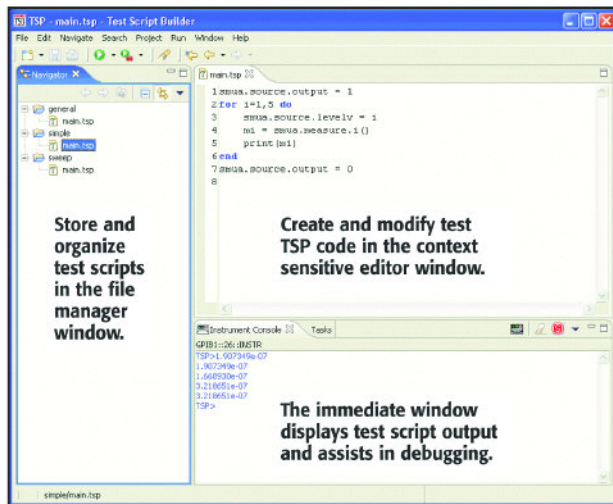 TSP - main.tsp - Test Script Builder
File Edit Navigate Search Project Run Window Help
Navigator
general
main.tsp
simple
main.tsp
sweep
main.tsp
Store and
organize
test scripts
in the file
manager
window.
main.tsp
1 smua.source.output = 1
2 for i=1,5 do
3 smua.source.levelv = i
4 mi = smua.measure.i()
5 print(mi)
6 end
7 smua.source.output = 0
8
Create and modify test
TSP code in the context
sensitive editor window.
Instrument Console Tasks
GPIB1::26::INSTR
TSP>1.907349e-07
1.907349e-07
1.668930e-07
3.218651e-07
3.218651e-07
TSP>
The immediate window
displays test script output
and assists in debugging.
simple/main.tsp